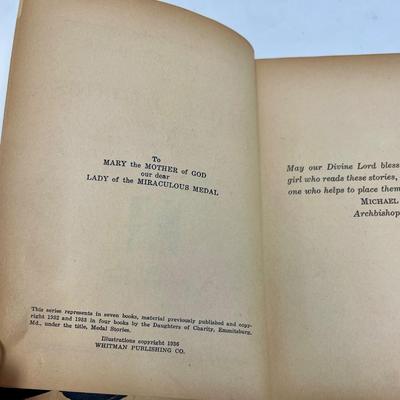 To
MARY the MOTHER of GOD
our dear
LADY of the MIRACULOUS MEDAL
This series represents in seven books, material previously published and copy-
right 1932 and 1933 in four books by the Daughters of Charity, Emmitsburg,
Md., under the title, Medal Stories.
Illustrations copyright 1936
WHITMAN PUBLISHING CO.
May our Divine Lord bless
girl who reads these stories,
one who helps to place them
MICHAEL
Archbishop